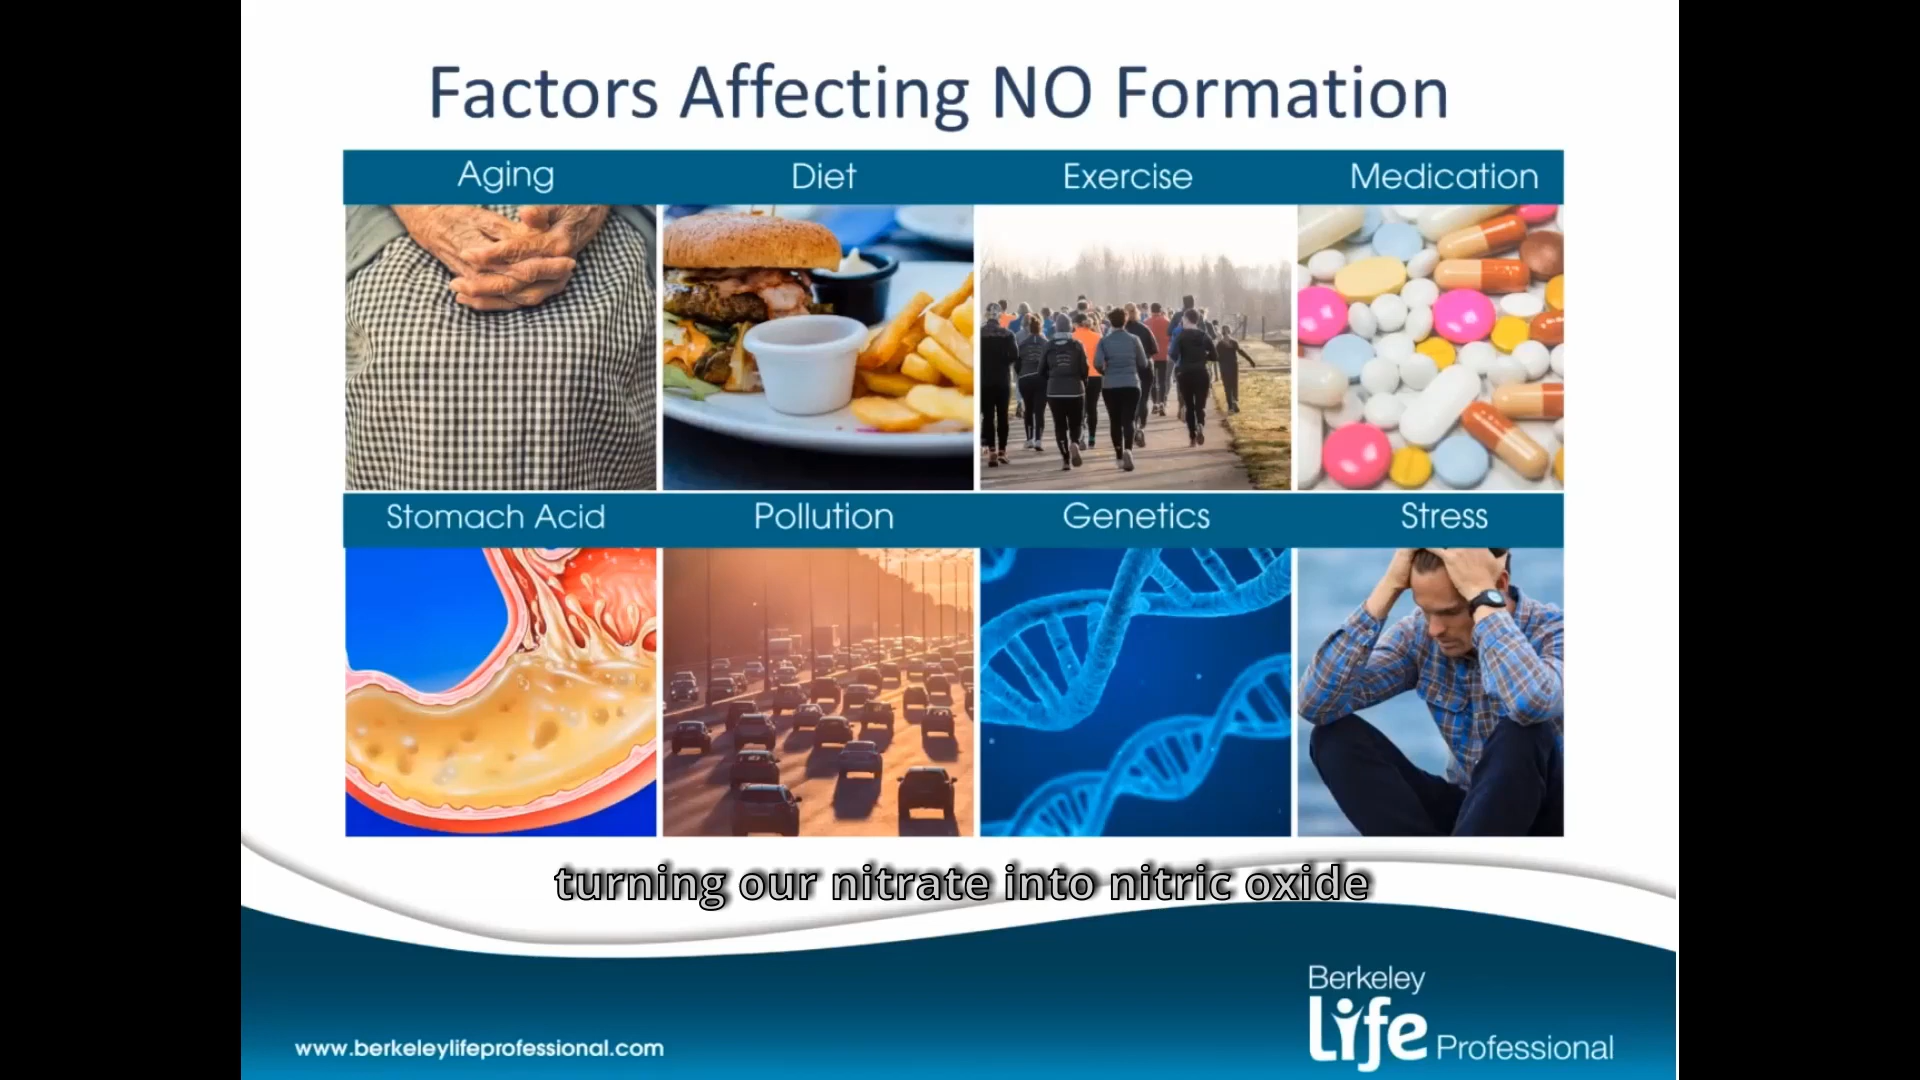 Factors Affecting NO Formation
Aging Diet Exercise Medication
Stomach Acid Pollution Genetics Stress
turning our nitrate into nitric oxide
Berkeley
Life Professional
www.berkeleylifeprofessional.com